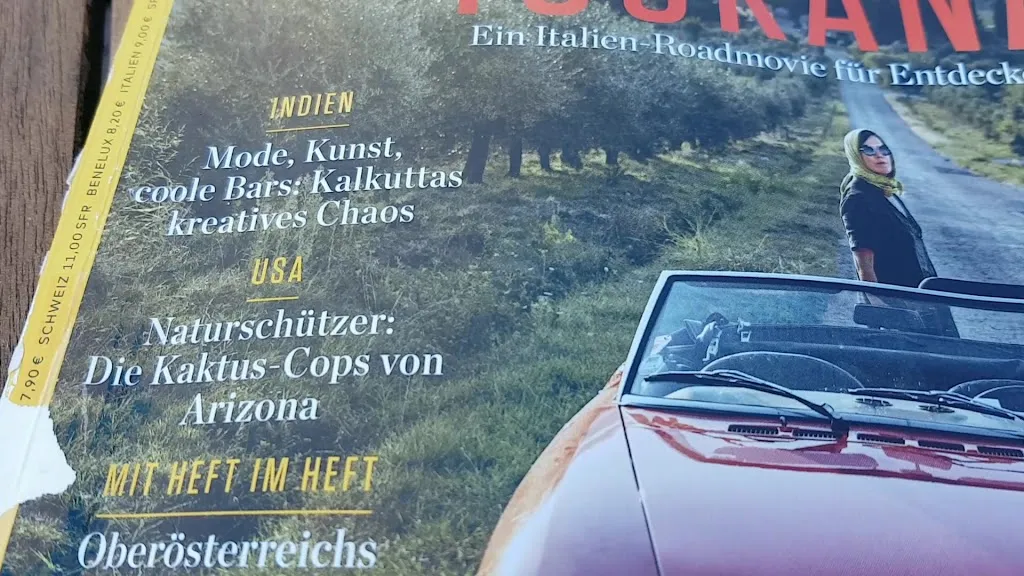 Ein Italien-Roadmovie für
INDIEN
Mode, Kunst,
coole Bars: Kalkuttas
kreatives Chaos
USA
Naturschützer:
Die Kaktus-Cops von
Arizona
MIT HEFT IM HEFT
Oberösterreichs
7,90 € SCHWEIZ 11,00 SFR BENELUX 8,20 € ITALIEN 9,00 €